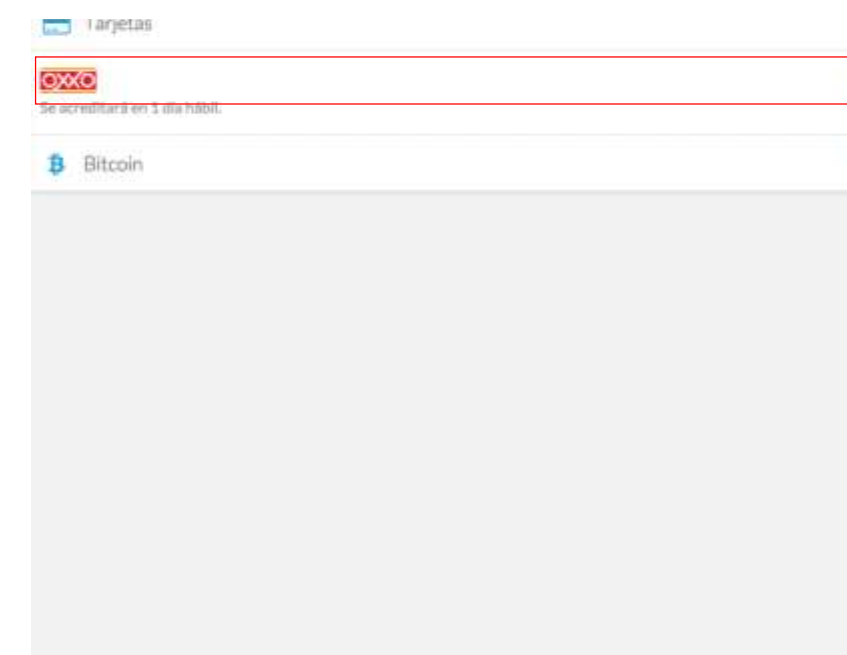 Tarjetas
OXXO
Se acreditará en 1 día hábil.
Bitcoin